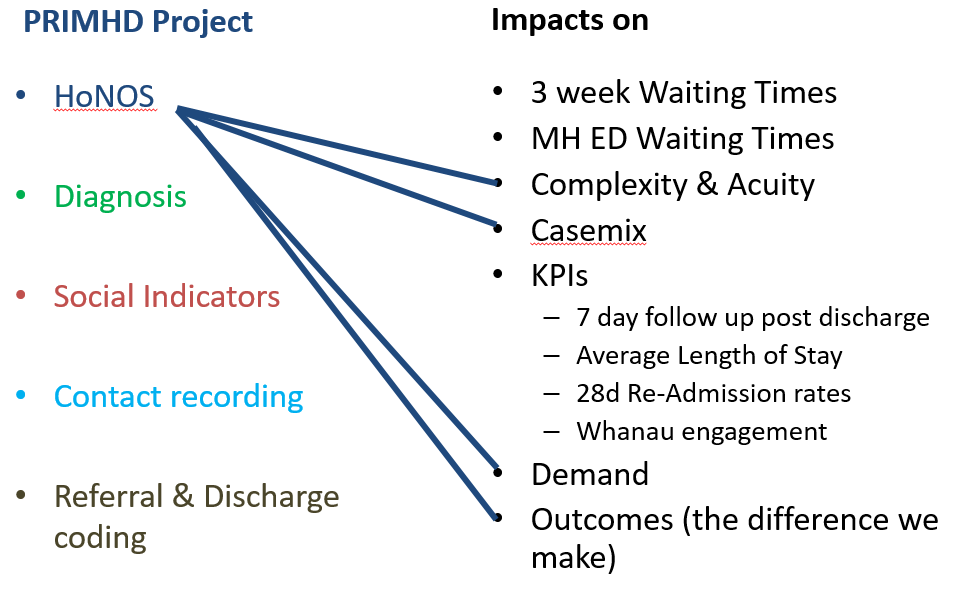 PRIMHD Project
• HoNOS
• Diagnosis
• Social Indicators
• Contact recording
• Referral & Discharge
coding
Impacts on
• 3 week Waiting Times
• MH ED Waiting Times
• Complexity & Acuity
• Casemix
• KPIs
– 7 day follow up post discharge
– Average Length of Stay
– 28d Re-Admission rates
– Whanau engagement
• Demand
• Outcomes (the difference we
make)